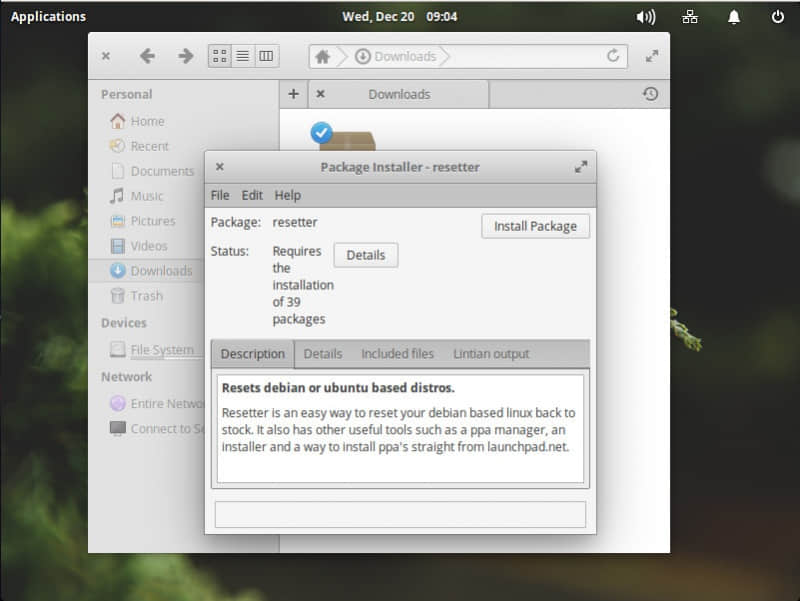 Applications
Wed, Dec 20 09:04
Downloads
Personal
Downloads
Home
Recent
Documents
Music
Pictures
Videos
Downloads
Trash
Devices
File System
Network
Entire Netwo
Connect to Se
Package Installer - resetter
File Edit Help
Package: resetter
Install Package
Status: Requires
the
installation
of 39
packages
Details
Description Details Included files Lintian output
Resets debian or ubuntu based distros.
Resetter is an easy way to reset your debian based linux back to
stock. It also has other useful tools such as a ppa manager, an
installer and a way to install ppa's straight from launchpad.net.